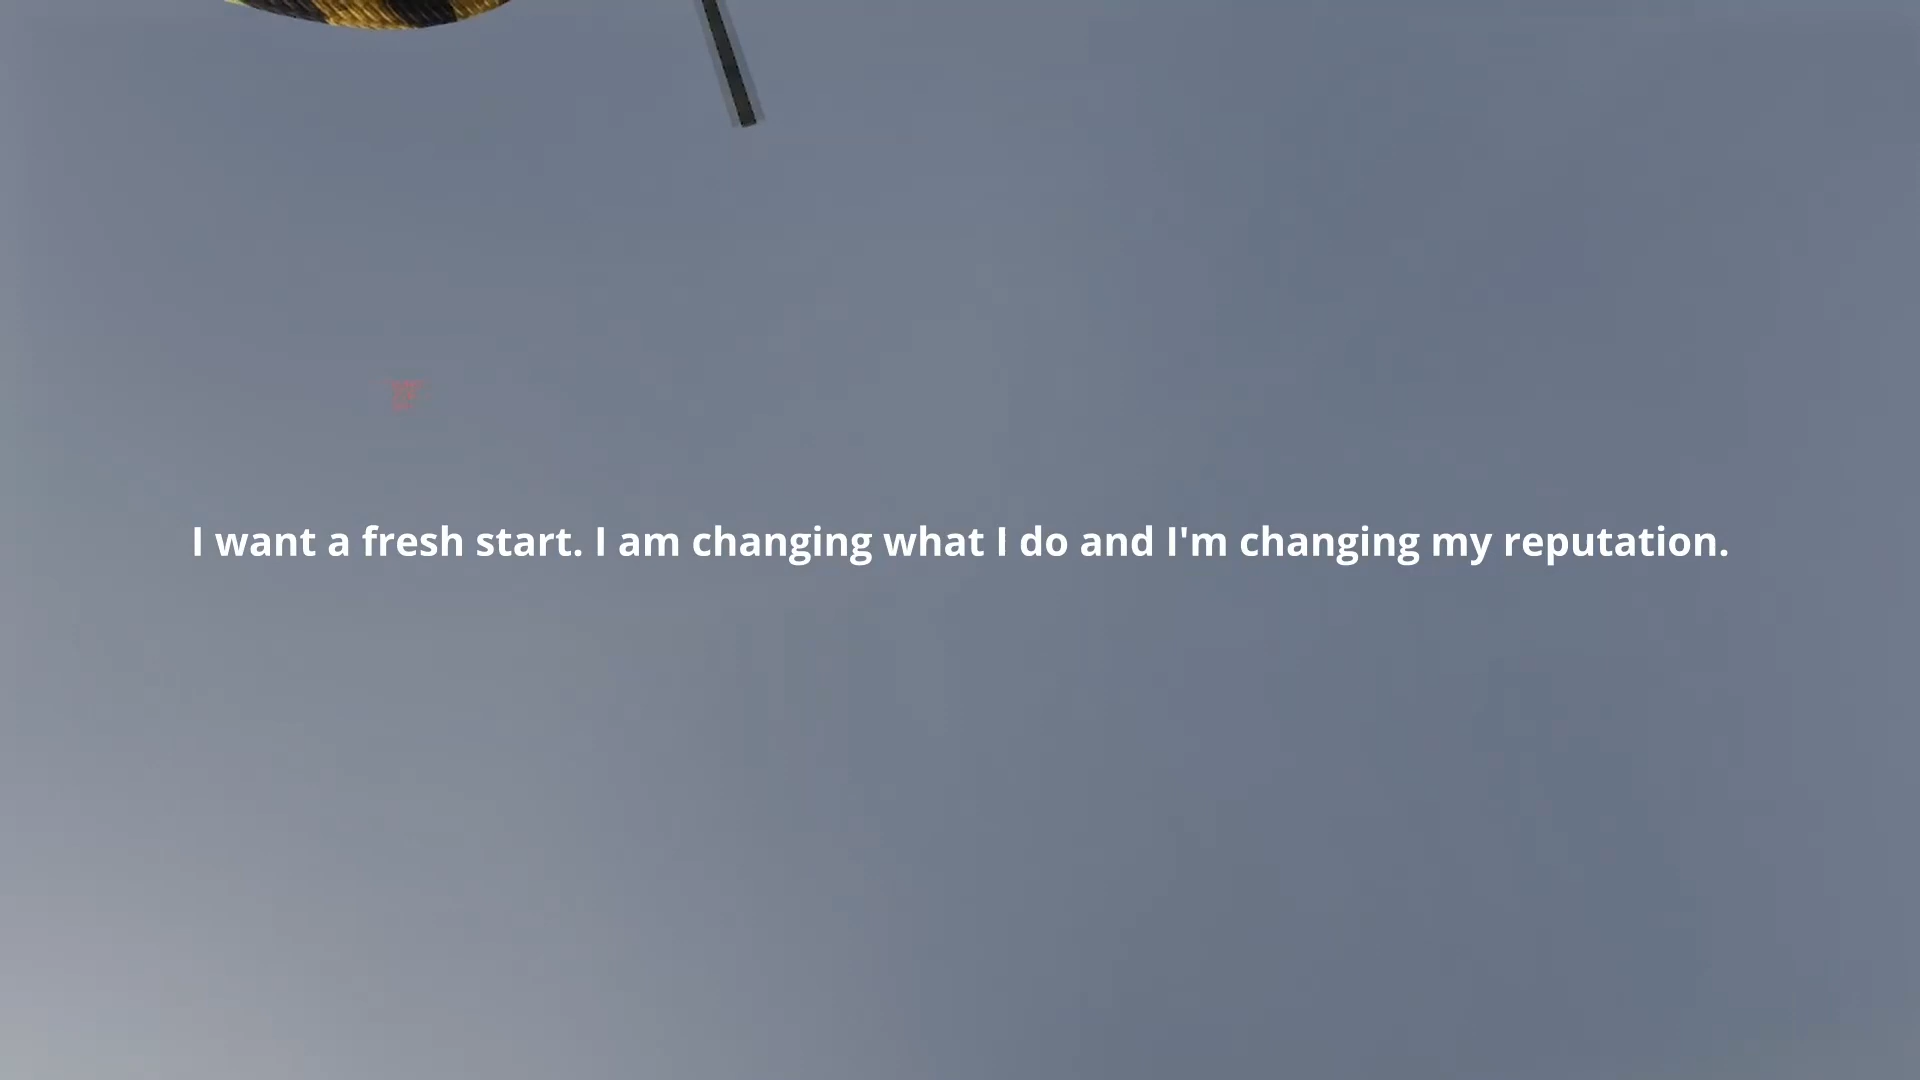 I want a fresh start. I am changing what I do and I'm changing my reputation.